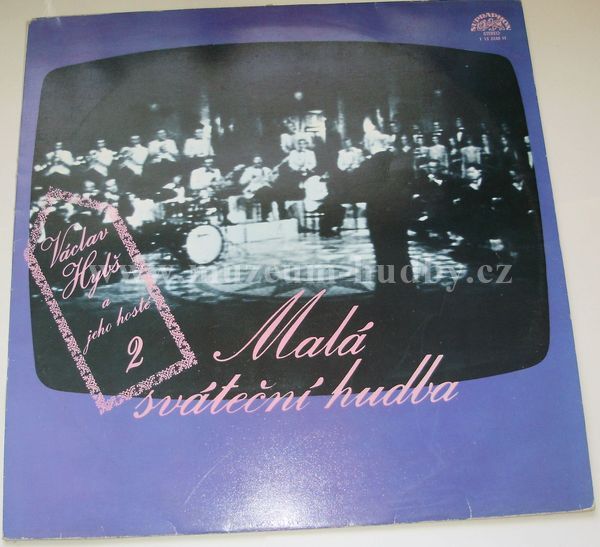 SUPRAPHON
STEREO
Václav
Hybš
a
jeho hosté
2
www.muzeum-hudby.cz
Malá
sváteční hudba